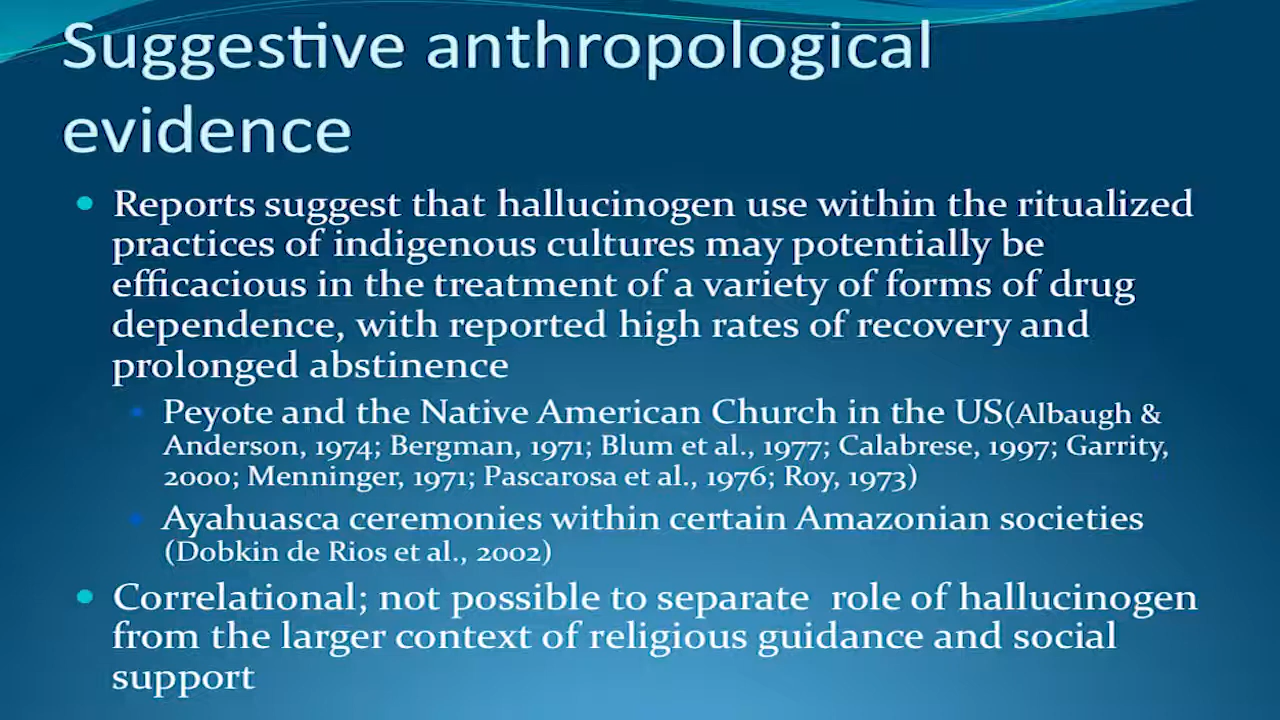 Suggestive anthropological
evidence
• Reports suggest that hallucinogen use within the ritualized
practices of indigenous cultures may potentially be
efficacious in the treatment of a variety of forms of drug
dependence, with reported high rates of recovery and
prolonged abstinence
• Peyote and the Native American Church in the US(Albaugh &
Anderson, 1974; Bergman, 1971; Blum et al., 1977; Calabrese, 1997; Garrity,
2000; Menninger, 1971; Pascarosa et al., 1976; Roy, 1973)
• Ayahuasca ceremonies within certain Amazonian societies
(Dobkin de Rios et al., 2002)
• Correlational; not possible to separate  role of hallucinogen
from the larger context of religious guidance and social
support